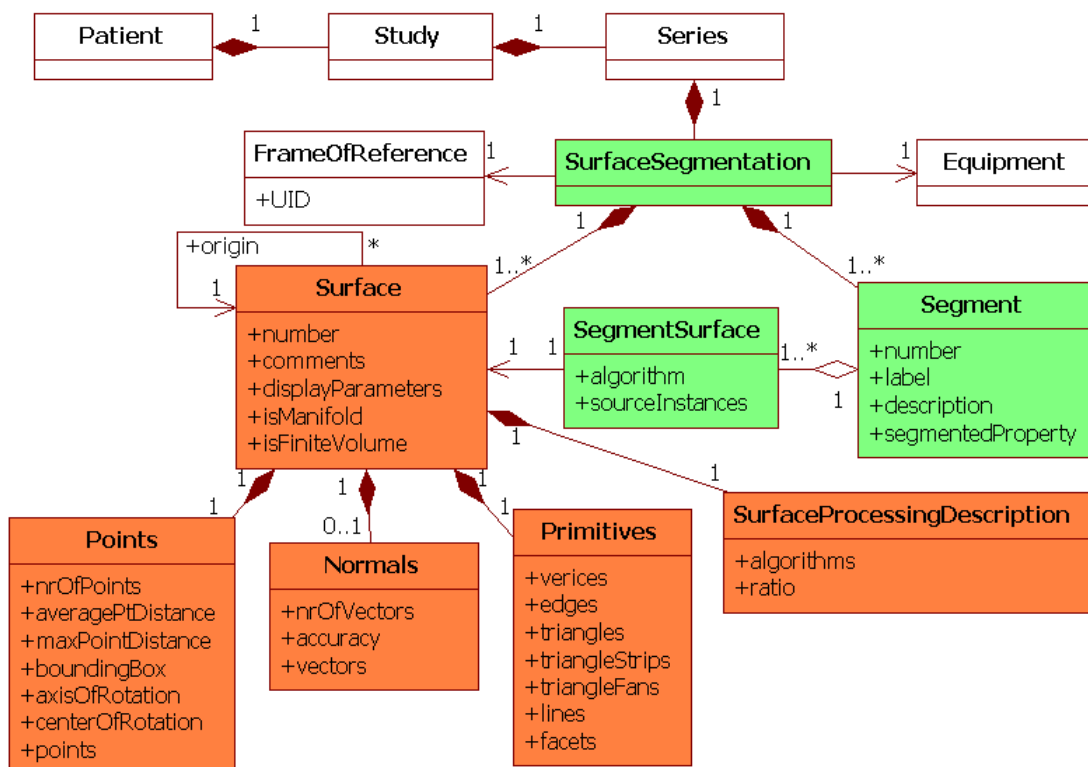 Patient
1
Study
1
Series
1
FrameOfReference
+UID
1
SurfaceSegmentation
1
Equipment
+origin
*
1
1
1..*
1
1..*
Surface
+number
+comments
+displayParameters
+isManifold
+isFiniteVolume
1
1
SegmentSurface
+algorithm
+sourceInstances
1..*
1
Segment
+number
+label
+description
+segmentedProperty
1
1
1
1
1
1
0..1
1
Points
+nrOfPoints
+averagePtDistance
+maxPointDistance
+boundingBox
+axisOfRotation
+centerOfRotation
+points
Normals
+nrOfVectors
+accuracy
+vectors
Primitives
+verices
+edges
+triangles
+triangleStrips
+triangleFans
+lines
+facets
SurfaceProcessingDescription
+algorithms
+ratio